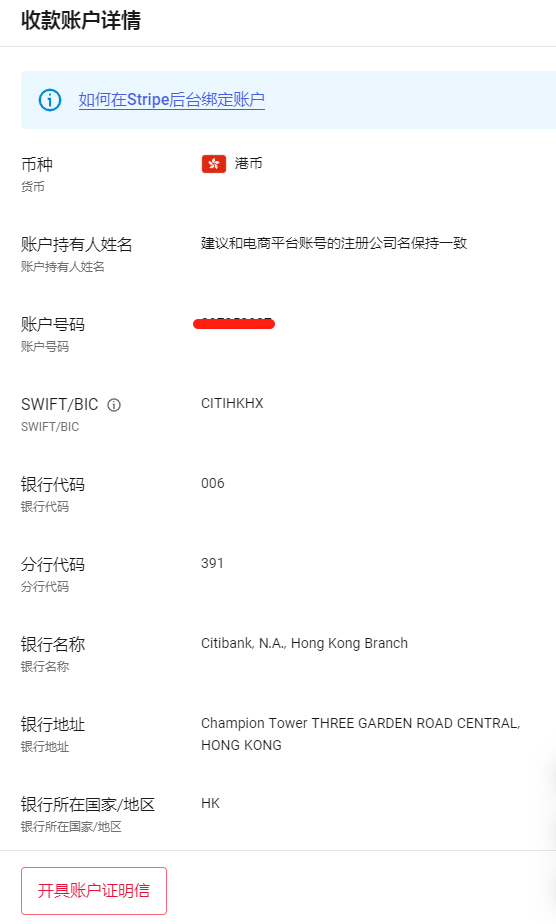 收款账户详情
如何在Stripe后台绑定账户
币种
港币
货币
账户持有人姓名
建议和电商平台账号的注册公司名保持一致
账户持有人姓名
账户号码
账户号码
SWIFT/BIC
CITIHKHX
SWIFT/BIC
银行代码
006
银行代码
分行代码
391
分行代码
银行名称
Citibank, N.A., Hong Kong Branch
银行名称
银行地址
Champion Tower THREE GARDEN ROAD CENTRAL,
HONG KONG
银行地址
银行所在国家/地区
HK
银行所在国家/地区
开具账户证明信